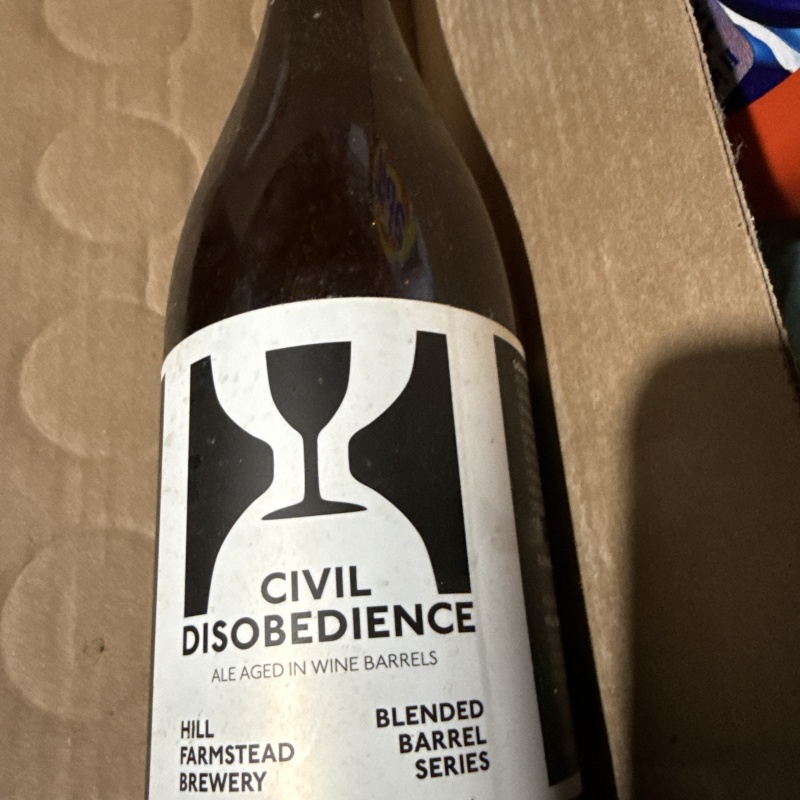 CIVIL
DISOBEDIENCE
ALE AGED IN WINE BARRELS
HILL
FARMSTEAD
BREWERY
BLENDED
BARREL
SERIES